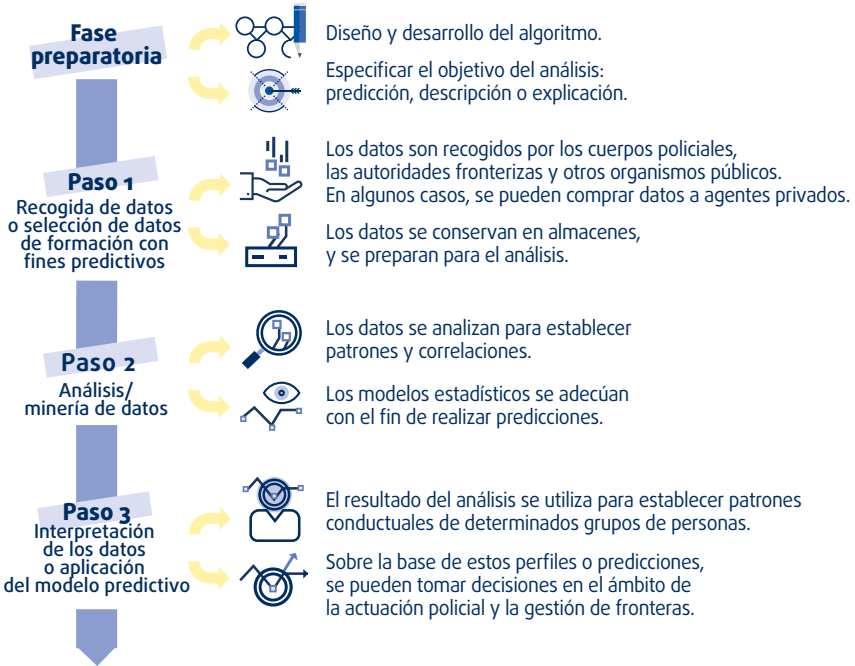 Fase
preparatoria
Diseño y desarrollo del algoritmo.
Especificar el objetivo del análisis:
predicción, descripción o explicación.
Paso 1
Recogida de datos
o selección de datos
de formación con
fines predictivos
Los datos son recogidos por los cuerpos policiales,
las autoridades fronterizas y otros organismos públicos.
En algunos casos, se pueden comprar datos a agentes privados.
Los datos se conservan en almacenes,
y se preparan para el análisis.
Paso 2
Análisis/
minería de datos
Los datos se analizan para establecer
patrones y correlaciones.
Los modelos estadísticos se adecúan
con el fin de realizar predicciones.
Paso 3
Interpretación
de los datos
o aplicación
del modelo predictivo
El resultado del análisis se utiliza para establecer patrones
conductuales de determinados grupos de personas.
Sobre la base de estos perfiles o predicciones,
se pueden tomar decisiones en el ámbito de
la actuación policial y la gestión de fronteras.